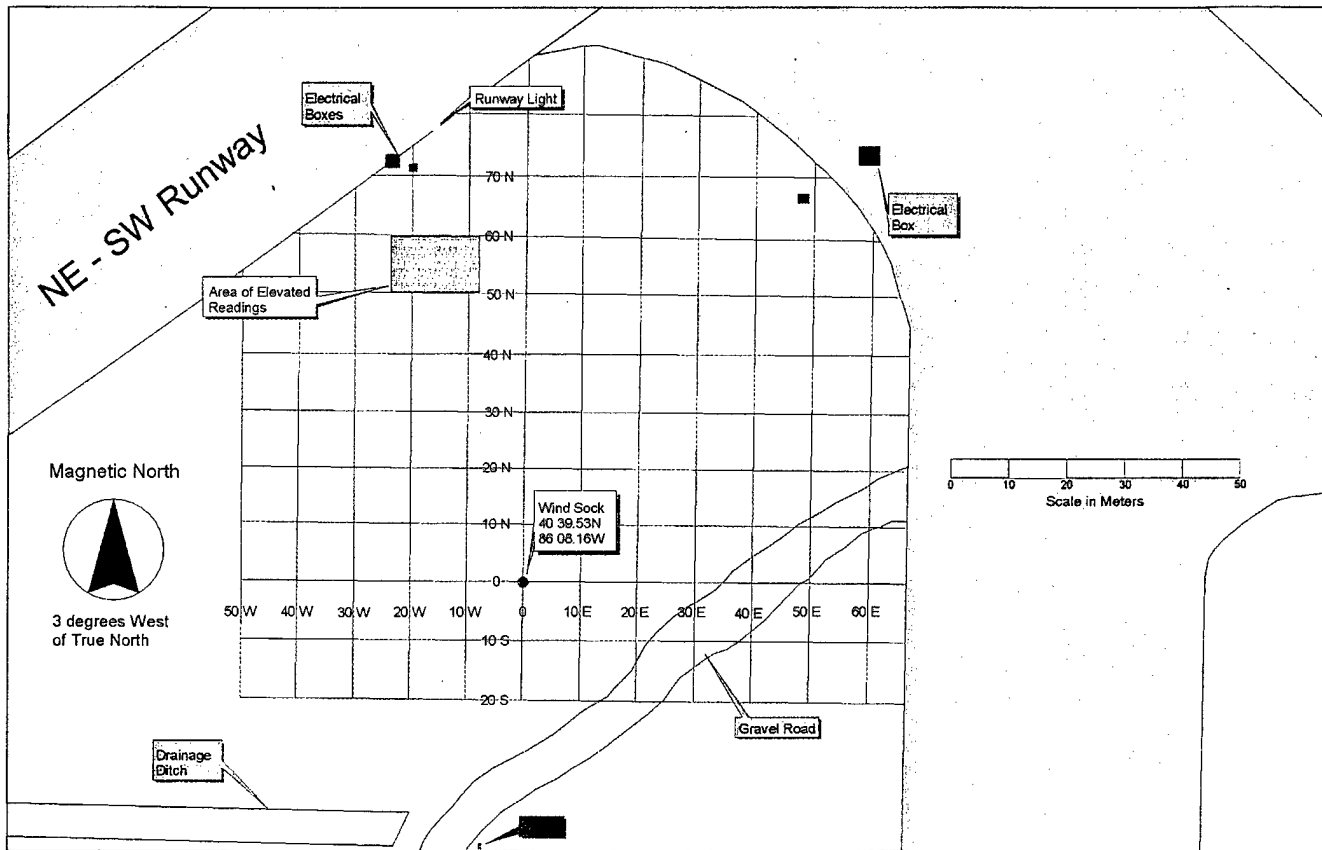 Electrical
Boxes
Runway Light
NE - SW Runway
70 N
Electrical
Box
60 N
Area of Elevated
Readings
50 N
40 N
30 N
Magnetic North
20 N
0 10 20 30 40 50
Scale in Meters
Wind Sock
40 39.53N
86 08.16W
10 N
0
3 degrees West
of True North
50 W 40 W 30 W 20 W 10 W 0 10 E 20 E 30 E 40 E 50 E 60 E
10 S
20 S
Gravel Road
Drainage
Ditch